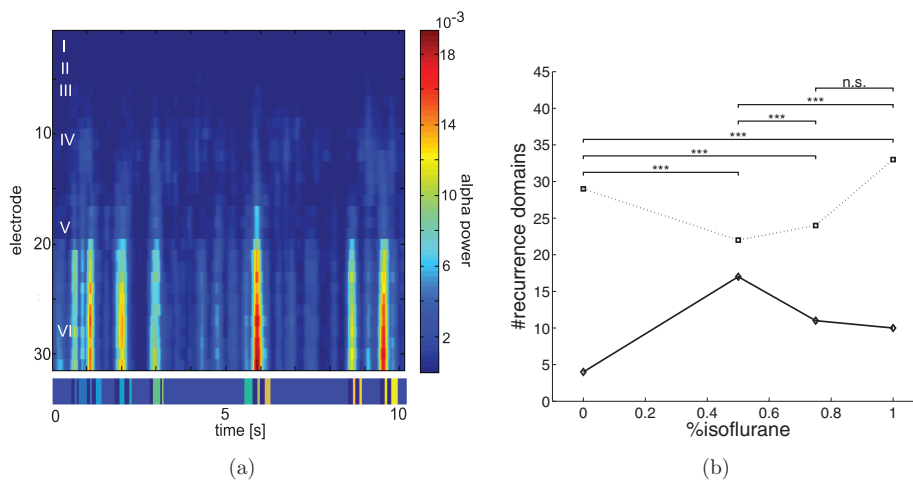 10⁻³
I
II
III
IV
V
VI
10
20
30
electrode
18
14
10
6
2
alpha power
0
5
10
time [s]
(a)
45
40
35
30
25
20
15
10
5
0
#recurrence domains
n.s.
***
***
***
***
***
0
0.2
0.4
0.6
0.8
1
%isoflurane
(b)